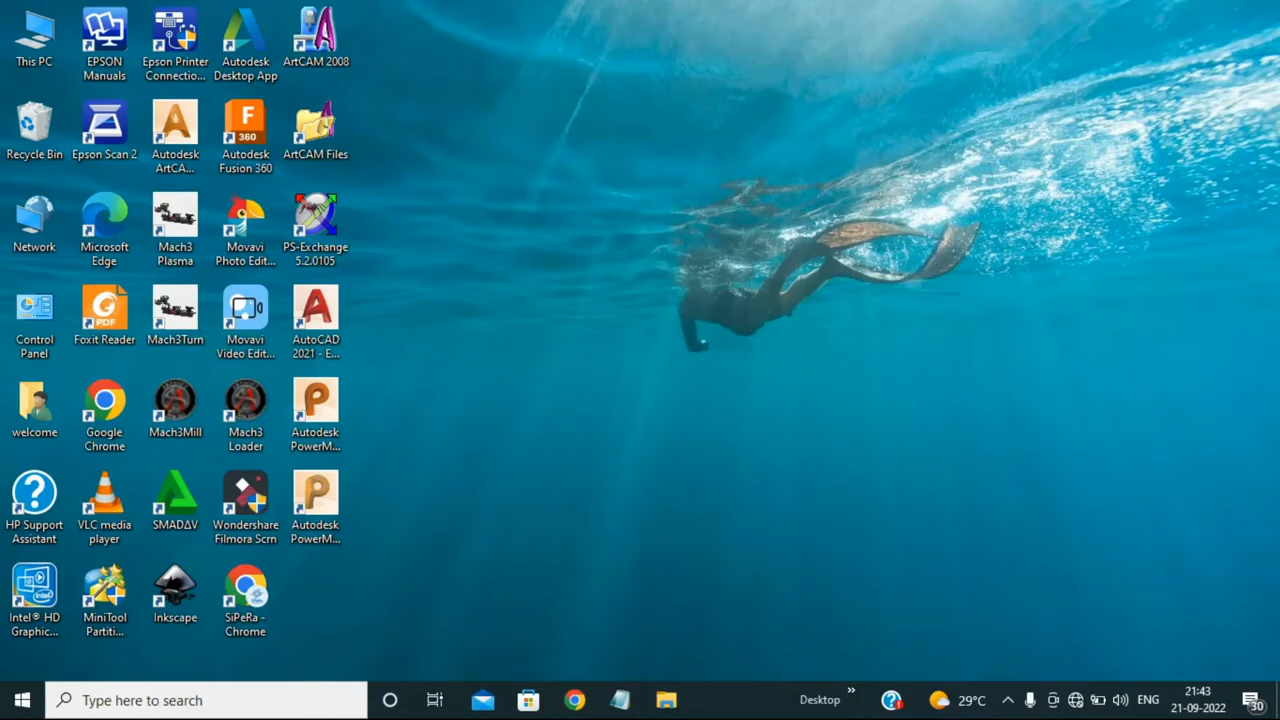 This PC
EPSON
Manuals
Epson Printer
Connectio...
Autodesk
Desktop App
ArtCAM 2008
Recycle Bin
Epson Scan 2
Autodesk
ArtCA...
F
360
Autodesk
Fusion 360
ArtCAM Files
Network
Microsoft
Edge
Mach3
Plasma
Movavi
Photo Edit...
PS-Exchange
5.2.0105
Control
Panel
PDF
Foxit Reader
Mach3Turn
Movavi
Video Edit...
AutoCAD
2021 - E...
welcome
Google
Chrome
Mach3Mill
Mach3
Loader
Autodesk
PowerM...
HP Support
Assistant
VLC media
player
SMADΔV
Wondershare
Filmora Scrn
Autodesk
PowerM...
intel
Intel® HD
Graphic...
MiniTool
Partiti...
Inkscape
SiPeRa -
Chrome
Type here to search
Desktop
29°C
ENG
21:43
21-09-2022
30